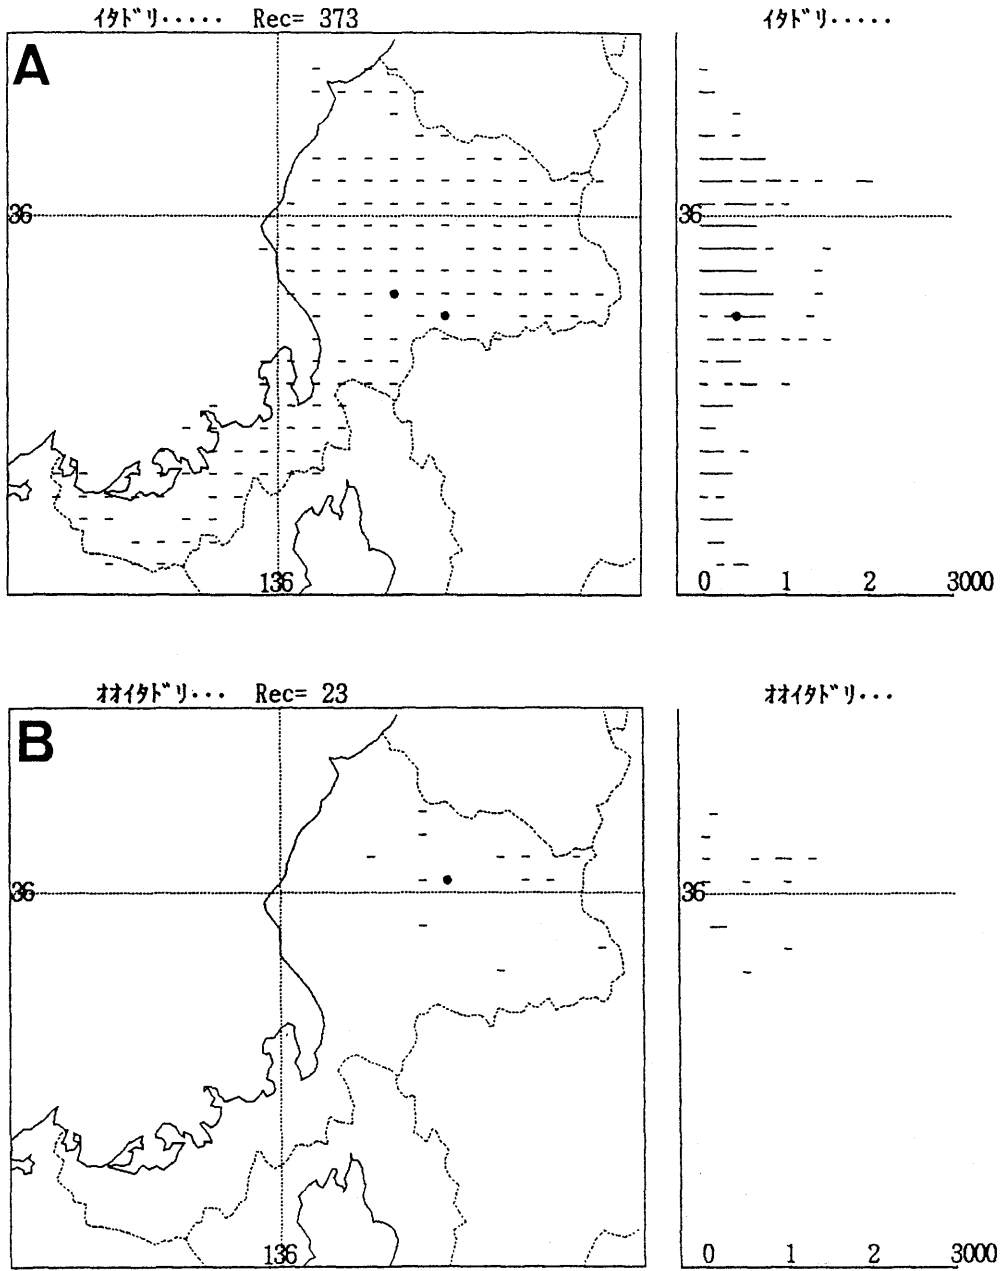 ｲﾀﾄﾞﾘ····· Rec= 373
ｲﾀﾄﾞﾘ·····
A
36
36
136
0 1 2 3000
ｵｵｲﾀﾄﾞﾘ··· Rec= 23
ｵｵｲﾀﾄﾞﾘ···
B
36
36
136
0 1 2 3000